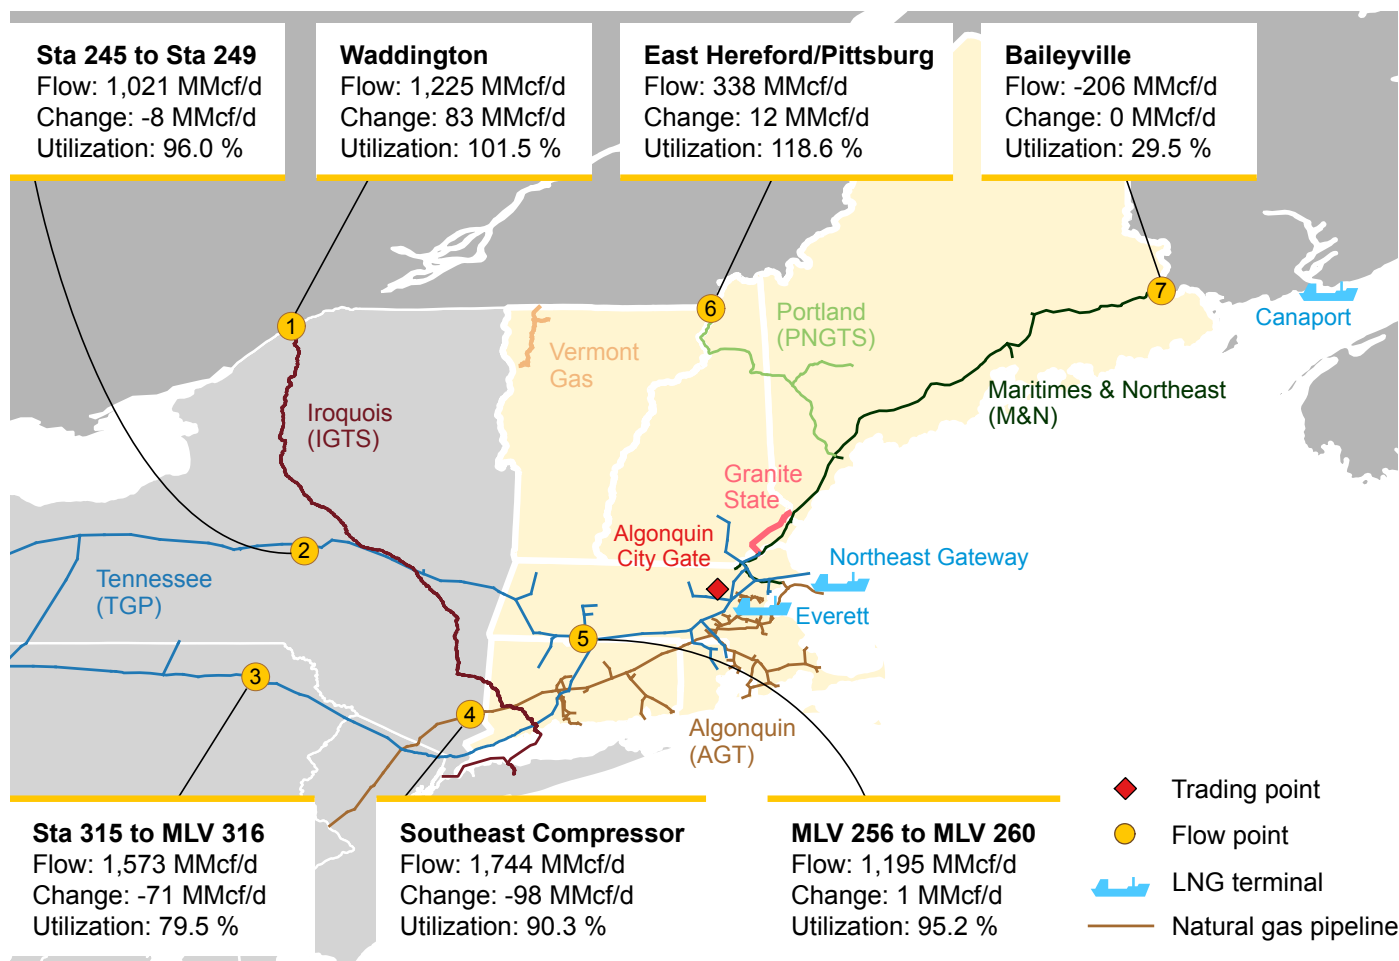 Sta 245 to Sta 249
Flow: 1,021 MMcf/d
Change: -8 MMcf/d
Utilization: 96.0 %
Waddington
Flow: 1,225 MMcf/d
Change: 83 MMcf/d
Utilization: 101.5 %
East Hereford/Pittsburg
Flow: 338 MMcf/d
Change: 12 MMcf/d
Utilization: 118.6 %
Baileyville
Flow: -206 MMcf/d
Change: 0 MMcf/d
Utilization: 29.5 %
1
6
7
Canaport
Portland
(PNGTS)
Vermont
Gas
Maritimes & Northeast
(M&N)
Iroquois
(IGTS)
Granite
State
Algonquin
City Gate
2
Northeast Gateway
Tennessee
(TGP)
Everett
5
3
4
Algonquin
(AGT)
Sta 315 to MLV 316
Flow: 1,573 MMcf/d
Change: -71 MMcf/d
Utilization: 79.5 %
Southeast Compressor
Flow: 1,744 MMcf/d
Change: -98 MMcf/d
Utilization: 90.3 %
MLV 256 to MLV 260
Flow: 1,195 MMcf/d
Change: 1 MMcf/d
Utilization: 95.2 %
Trading point
Flow point
LNG terminal
Natural gas pipeline